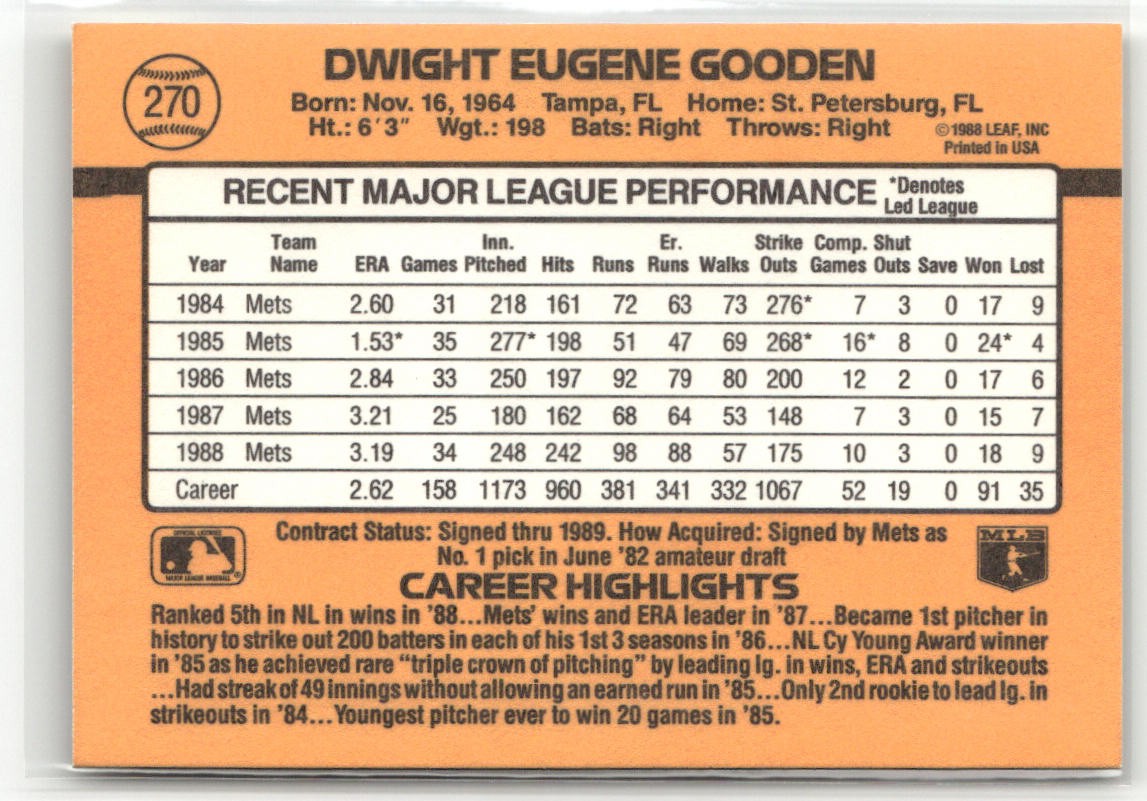 270
DWIGHT EUGENE GOODEN
Born: Nov. 16, 1964 Tampa, FL Home: St. Petersburg, FL
Ht.: 6´3" Wgt.: 198 Bats: Right Throws: Right
©1988 LEAF, INC
Printed in USA
RECENT MAJOR LEAGUE PERFORMANCE *Denotes
Led League
Team Inn. Er. Strike Comp. Shut
Year Name ERA Games Pitched Hits Runs Runs Walks Outs Games Outs Save Won Lost
1984 Mets 2.60 31 218 161 72 63 73 276* 7 3 0 17 9
1985 Mets 1.53* 35 277* 198 51 47 69 268* 16* 8 0 24* 4
1986 Mets 2.84 33 250 197 92 79 80 200 12 2 0 17 6
1987 Mets 3.21 25 180 162 68 64 53 148 7 3 0 15 7
1988 Mets 3.19 34 248 242 98 88 57 175 10 3 0 18 9
Career 2.62 158 1173 960 381 341 332 1067 52 19 0 91 35
Contract Status: Signed thru 1989. How Acquired: Signed by Mets as
No. 1 pick in June '82 amateur draft
OFFICIAL LICENSEE
MAJOR LEAGUE BASEBALL
®
MLB
CAREER HIGHLIGHTS
Ranked 5th in NL in wins in '88...Mets' wins and ERA leader in '87...Became 1st pitcher in
history to strike out 200 batters in each of his 1st 3 seasons in '86...NL Cy Young Award winner
in '85 as he achieved rare "triple crown of pitching" by leading lg. in wins, ERA and strikeouts
...Had streak of 49 innings without allowing an earned run in '85...Only 2nd rookie to lead lg. in
strikeouts in '84...Youngest pitcher ever to win 20 games in '85.